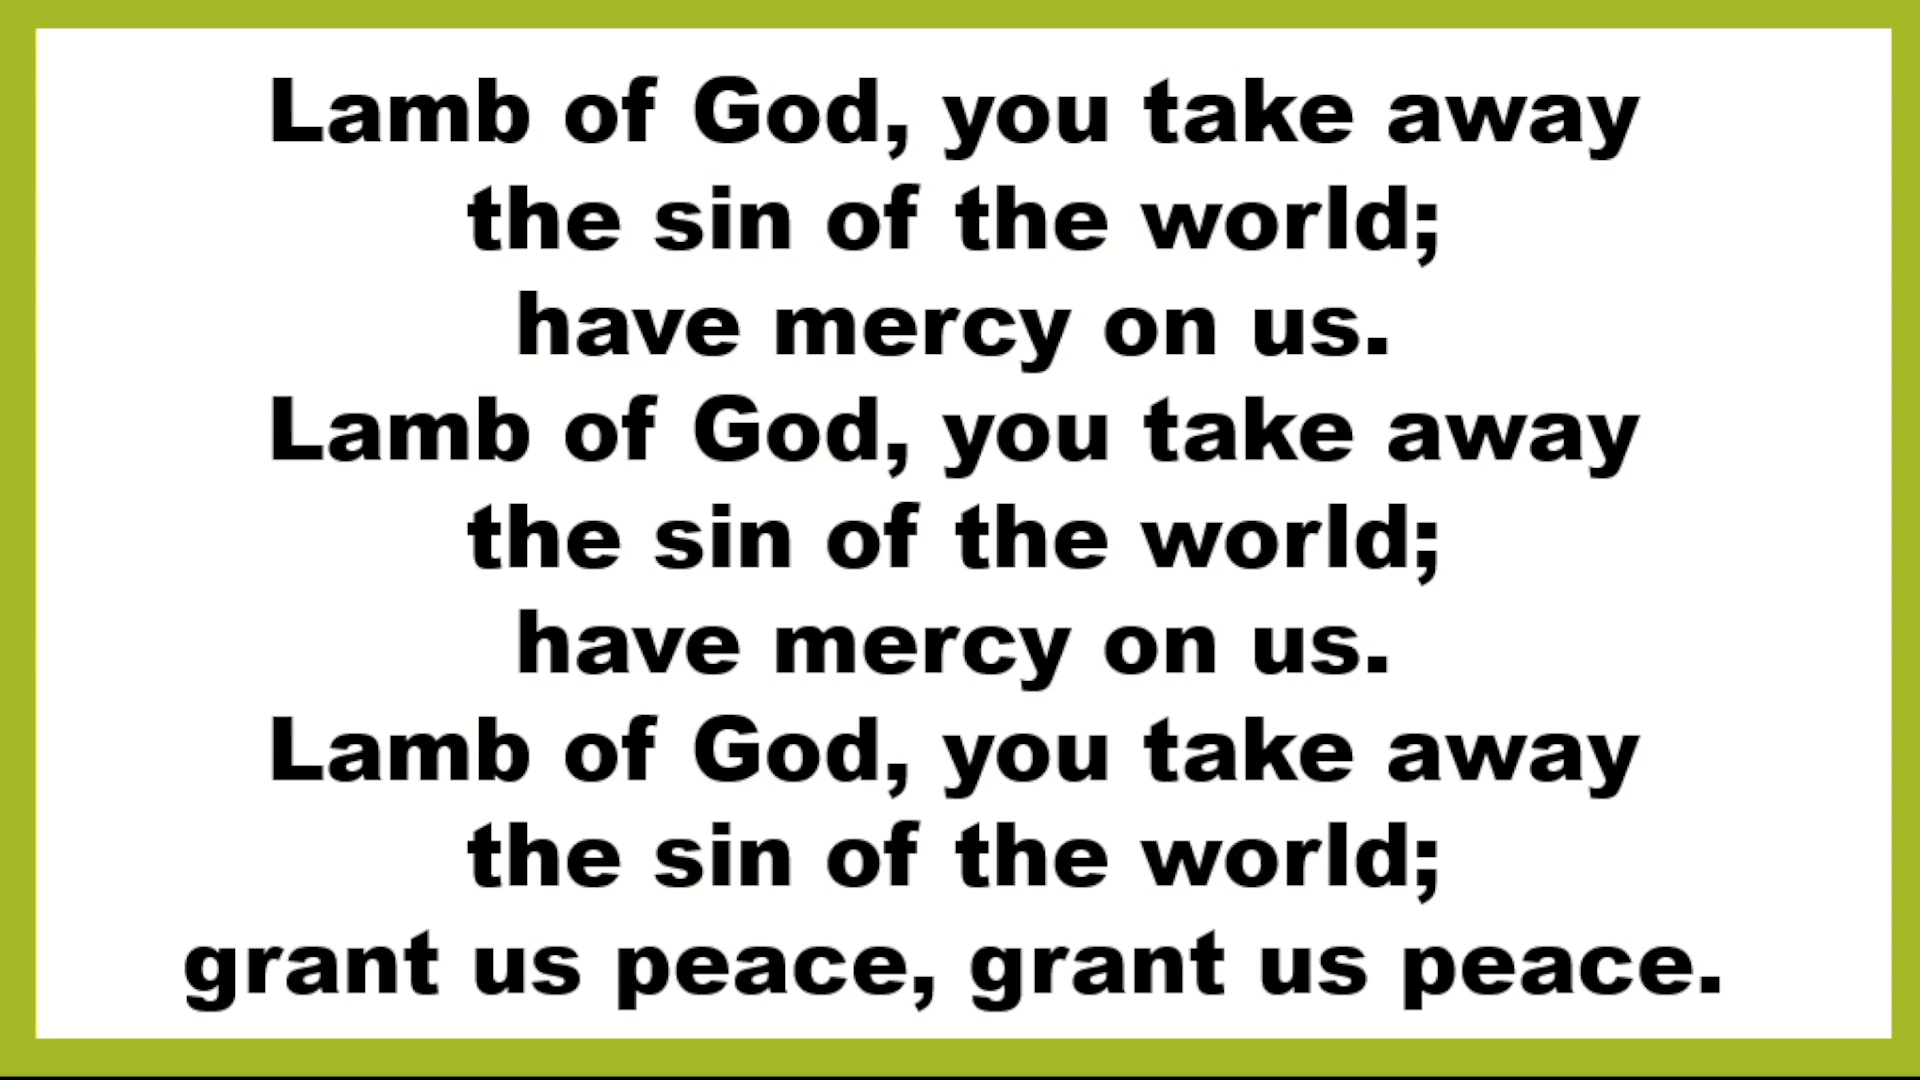 Lamb of God, you take away
the sin of the world;
have mercy on us.
Lamb of God, you take away
the sin of the world;
have mercy on us.
Lamb of God, you take away
the sin of the world;
grant us peace, grant us peace.